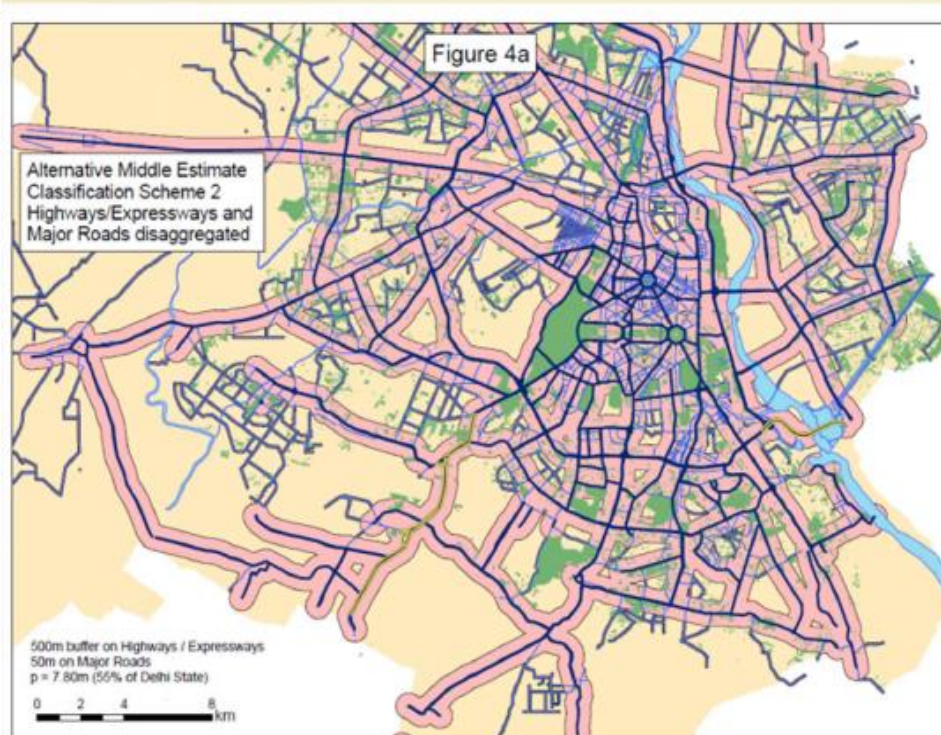 Figure 4a
Alternative Middle Estimate
Classification Scheme 2
Highways/Expressways and
Major Roads disaggregated
500m buffer on Highways / Expressways
50m on Major Roads
p = 7.80m (55% of Delhi State)
0 2 4 8
km